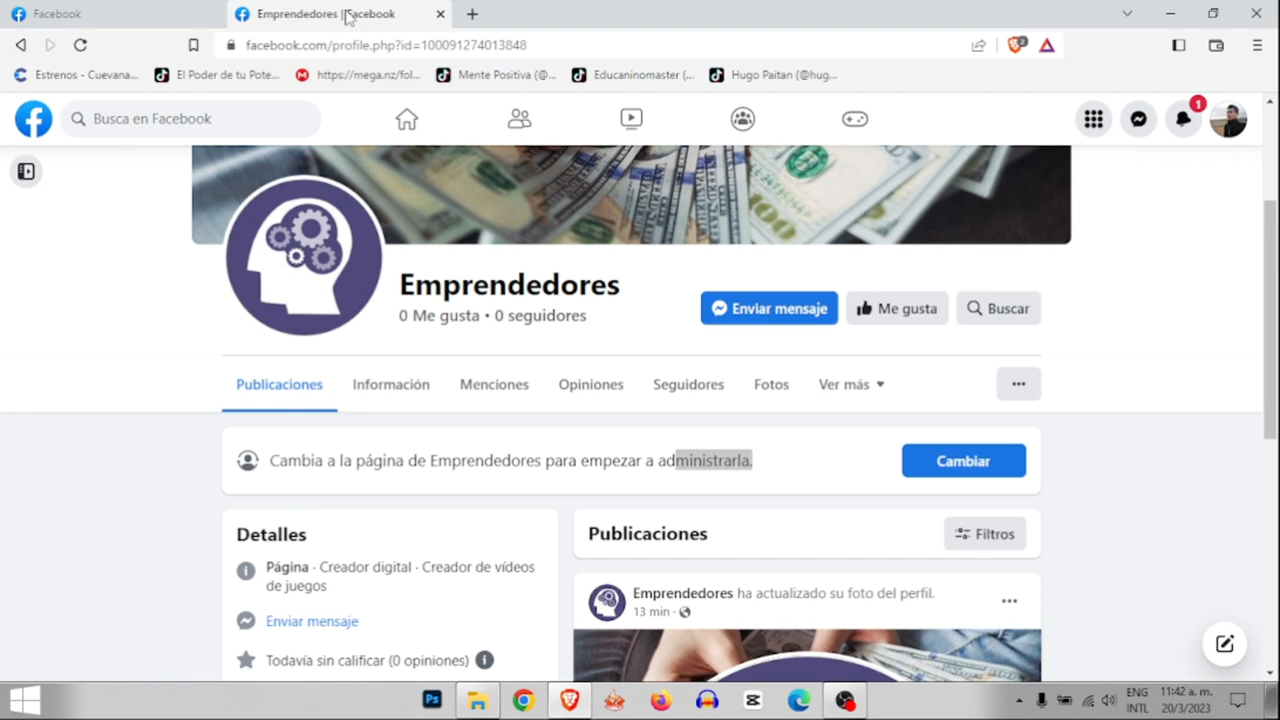 Facebook
Emprendedores | Facebook
facebook.com/profile.php?id=100091274013848
2
Estrenos - Cuevana...
El Poder de tu Pote...
https://mega.nz/fol...
Mente Positiva (@...
Educaninomaster (...
Hugo Paitan (@hug...
Busca en Facebook
1
100
Emprendedores
0 Me gusta • 0 seguidores
Enviar mensaje
Me gusta
Buscar
Publicaciones
Información
Menciones
Opiniones
Seguidores
Fotos
Ver más
Cambia a la página de Emprendedores para empezar a administrarla.
Cambiar
Detalles
Página · Creador digital · Creador de vídeos
de juegos
Enviar mensaje
Todavía sin calificar (0 opiniones)
Publicaciones
Filtros
Emprendedores ha actualizado su foto del perfil.
13 min ·
Ps
ENG
INTL
11:42 a. m.
20/3/2023